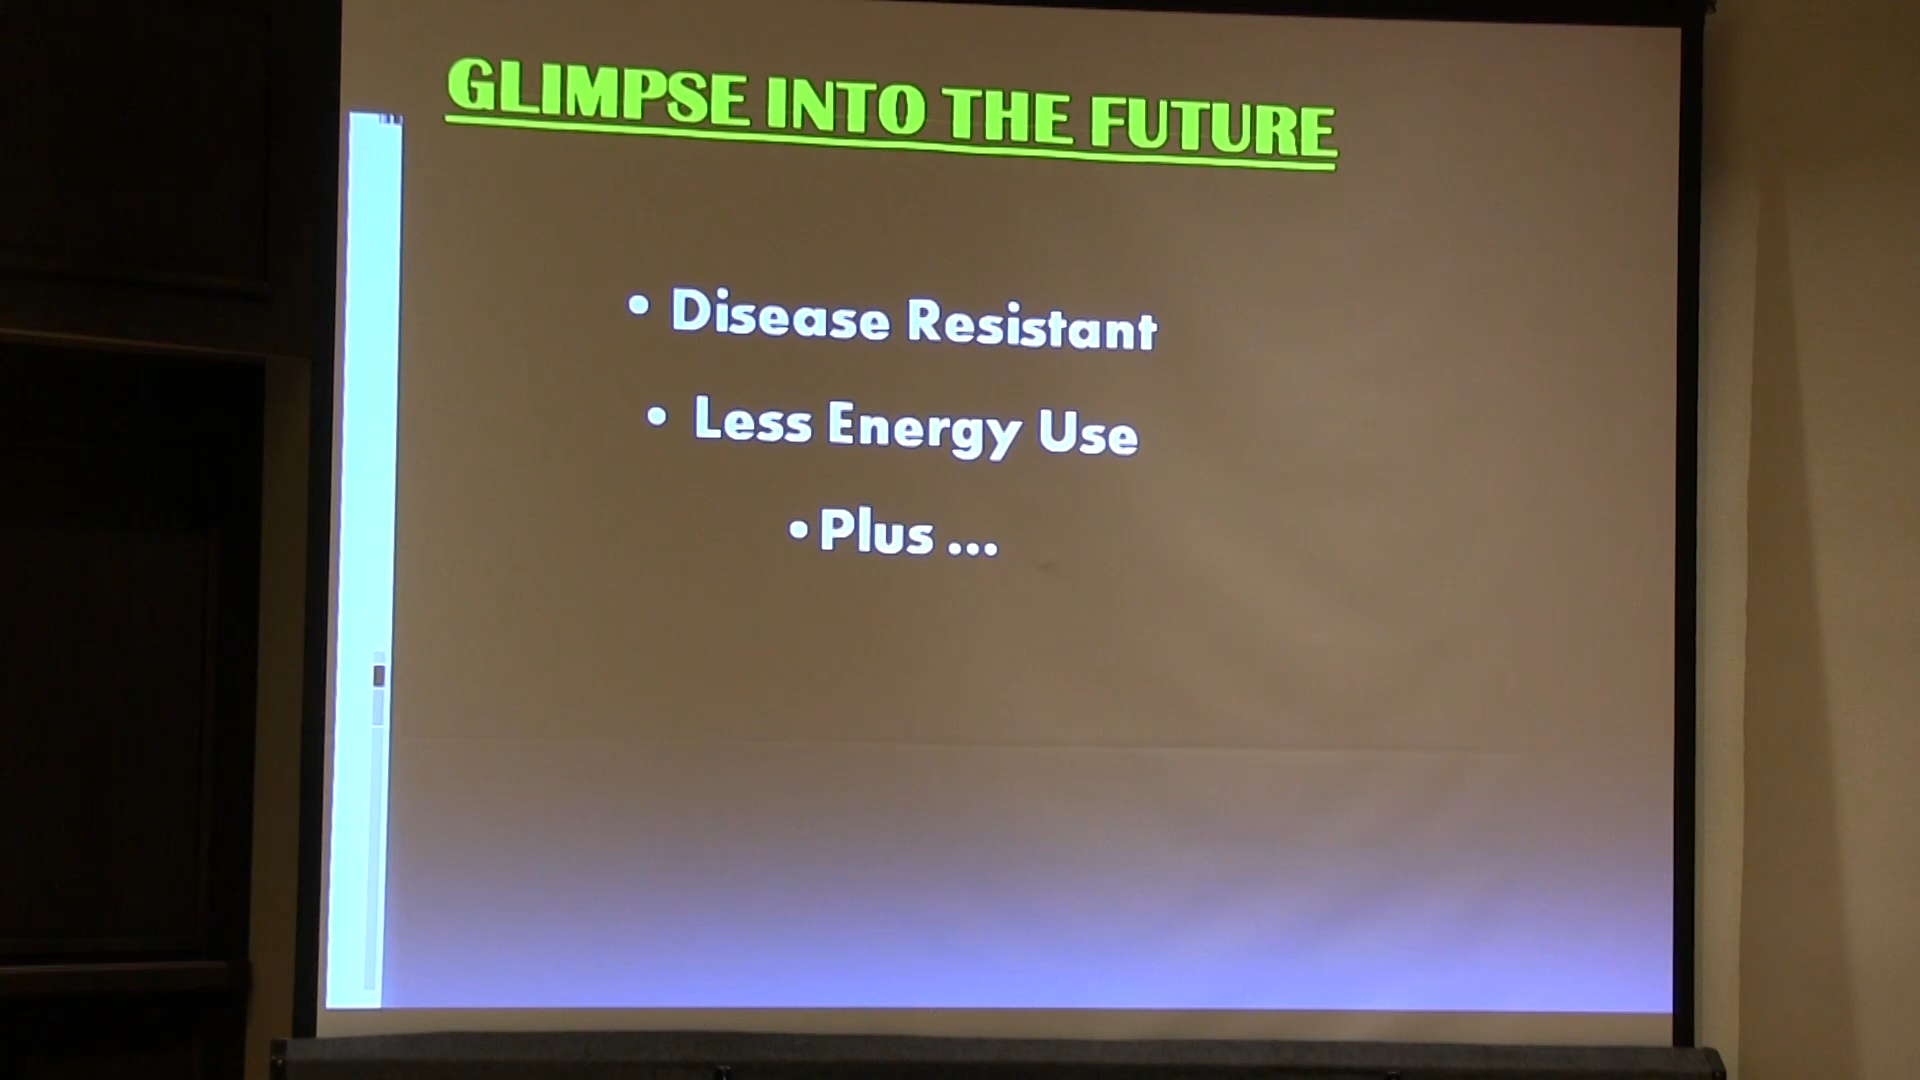 GLIMPSE INTO THE FUTURE
• Disease Resistant
• Less Energy Use
• Plus ...